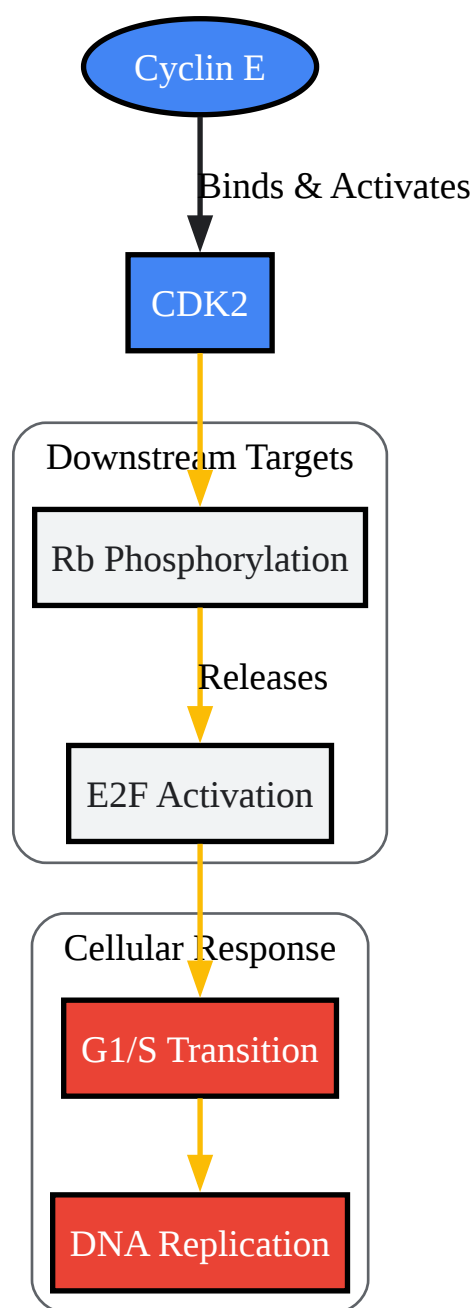 Cyclin E
Binds & Activates
CDK2
Downstream Targets
Rb Phosphorylation
Releases
E2F Activation
Cellular Response
G1/S Transition
DNA Replication